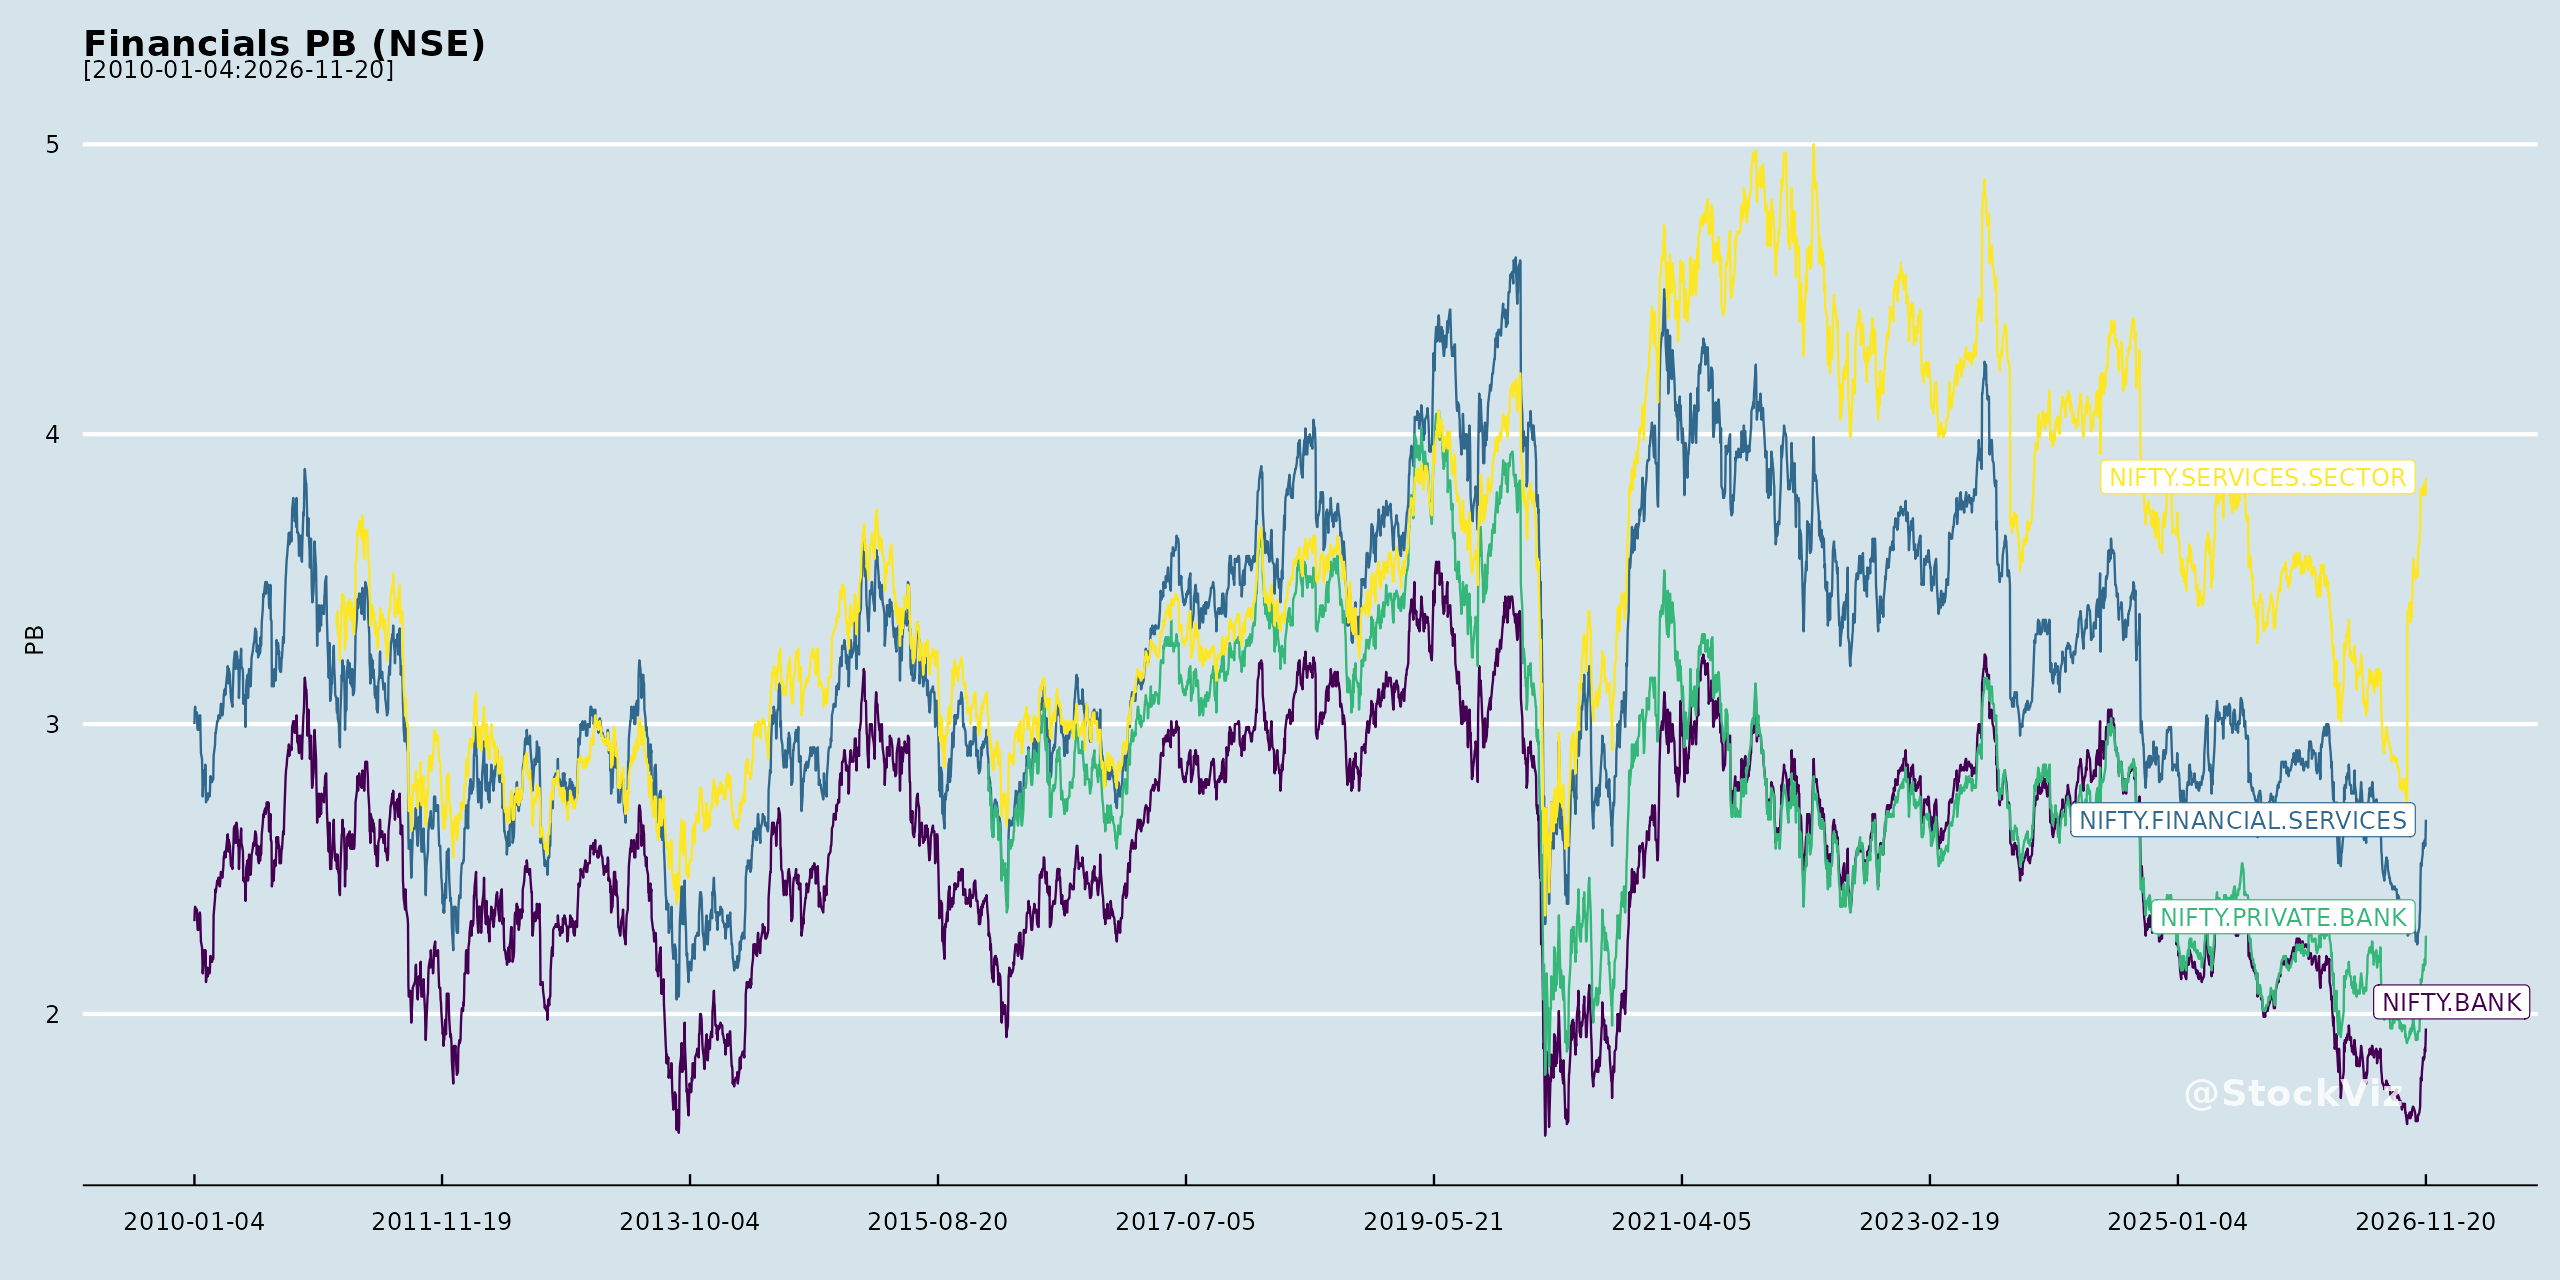 Financials PB (NSE)
[2010-01-04:2026-11-20]
5
4
3
2
PB
NIFTY.SERVICES.SECTOR
NIFTY.FINANCIAL.SERVICES
NIFTY.PRIVATE.BANK
NIFTY.BANK
@StockViz
2010-01-04 2011-11-19 2013-10-04 2015-08-20 2017-07-05 2019-05-21 2021-04-05 2023-02-19 2025-01-04 2026-11-20